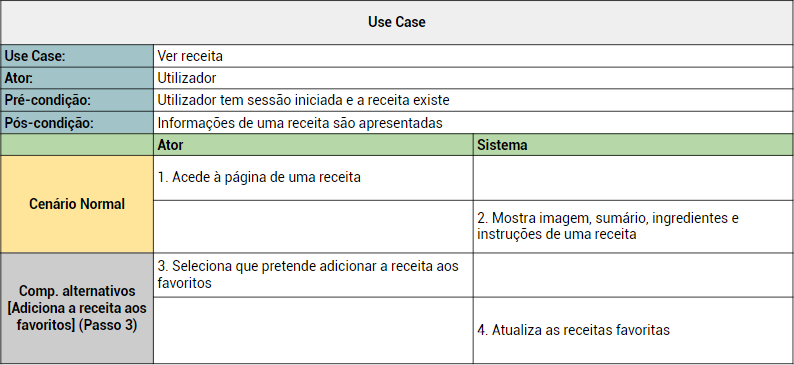 Use Case
Use Case: Ver receita
Ator: Utilizador
Pré-condição: Utilizador tem sessão iniciada e a receita existe
Pós-condição: Informações de uma receita são apresentadas
Ator Sistema
Cenário Normal
1. Acede à página de uma receita
2. Mostra imagem, sumário, ingredientes e
instruções de uma receita
Comp. alternativos
[Adiciona a receita aos
favoritos] (Passo 3)
3. Seleciona que pretende adicionar a receita aos
favoritos
4. Atualiza as receitas favoritas